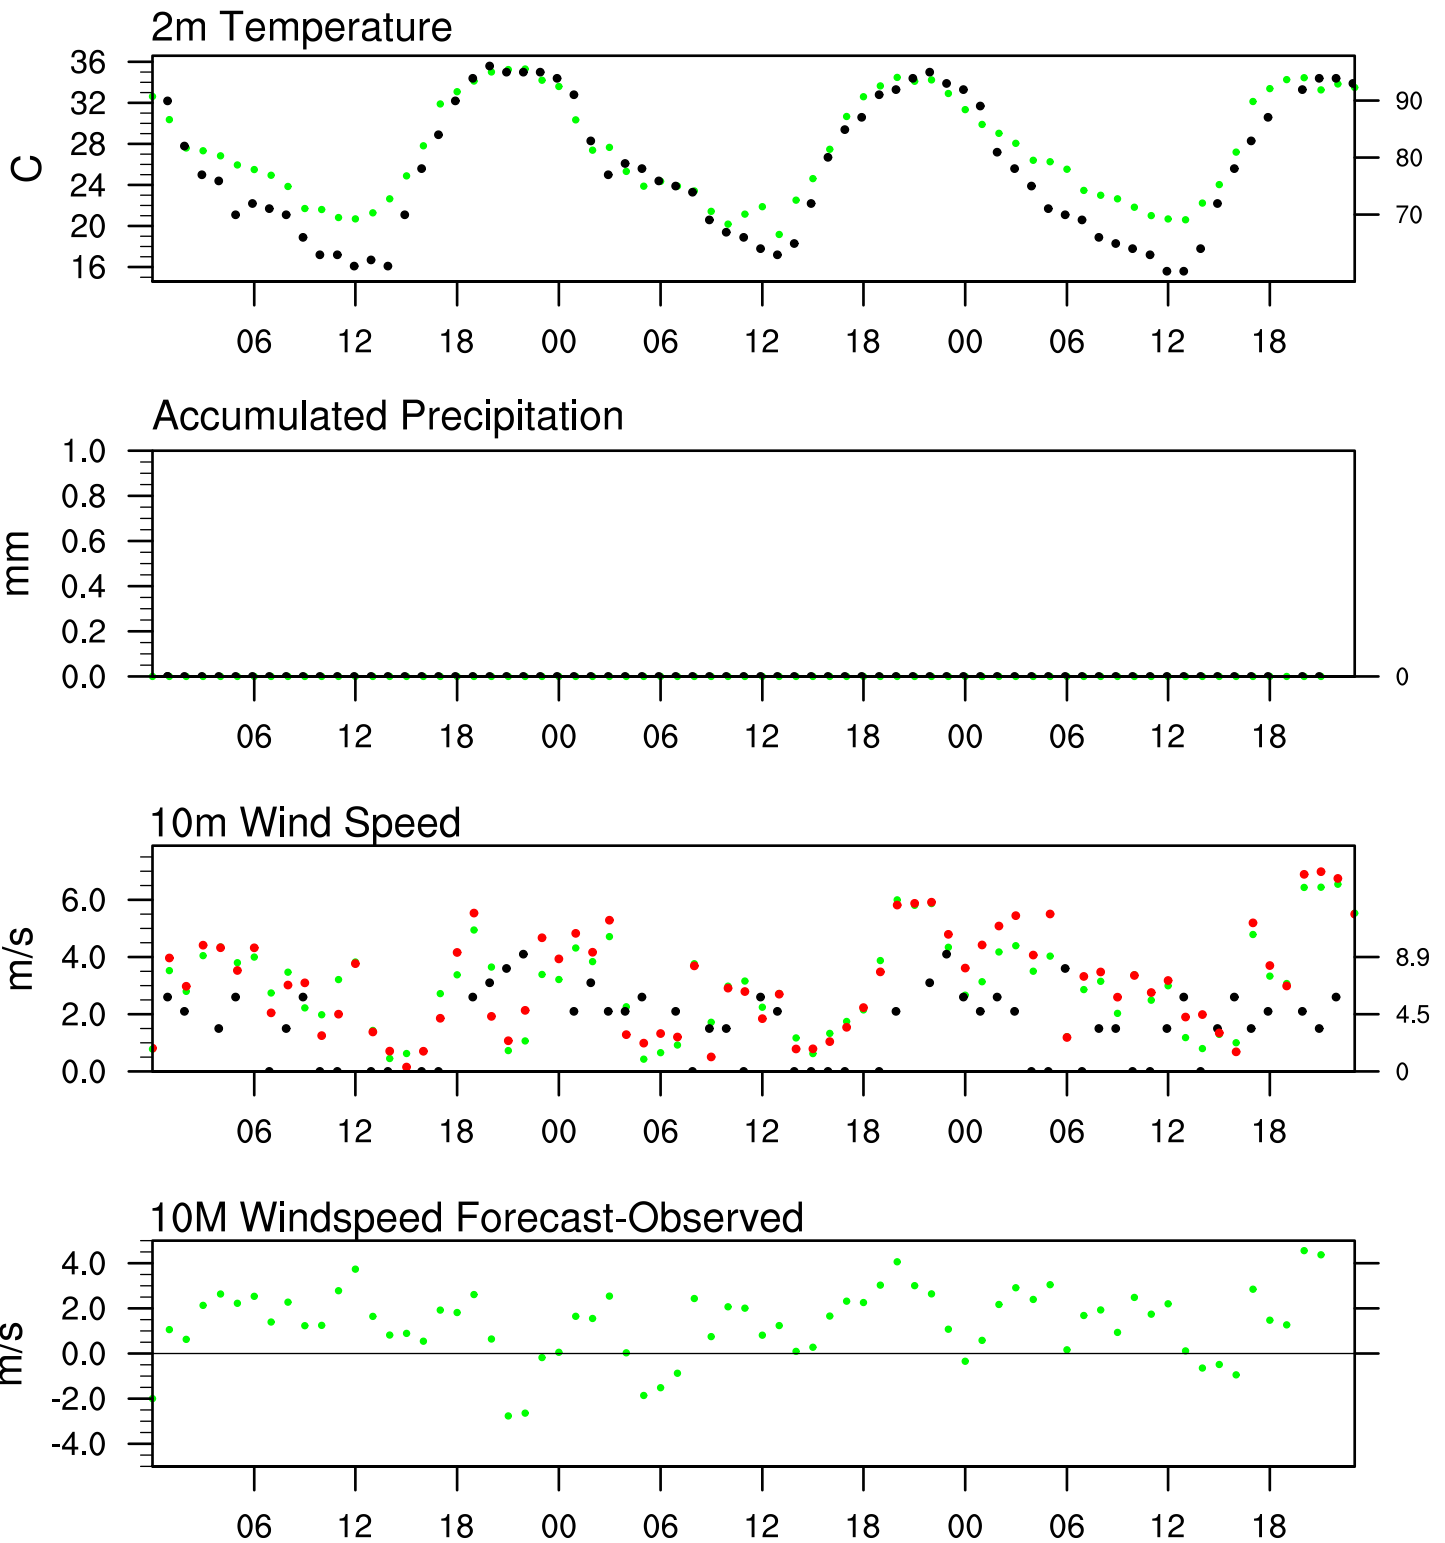 2m Temperature
36
32
28
24
20
16
C
90
80
70
06 12 18 00 06 12 18 00 06 12 18
Accumulated Precipitation
1.0
0.8
0.6
0.4
0.2
0.0
mm
0
06 12 18 00 06 12 18 00 06 12 18
10m Wind Speed
6.0
4.0
2.0
0.0
m/s
8.9
4.5
0
06 12 18 00 06 12 18 00 06 12 18
10M Windspeed Forecast-Observed
4.0
2.0
0.0
-2.0
-4.0
m/s
06 12 18 00 06 12 18 00 06 12 18